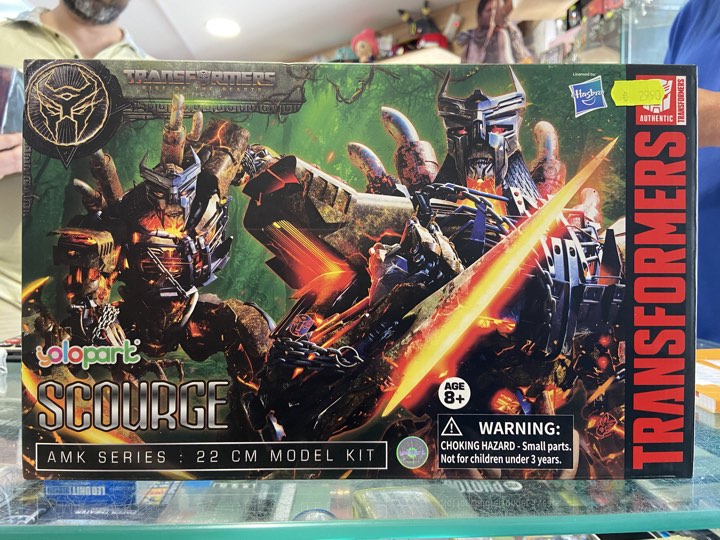 TRANSFORMERS
Licensed by:
Hasbro
AUTHENTIC
TRANSFORMERS
TRANSFORMERS
yolopark
SCOURGE
AMK SERIES : 22 CM MODEL KIT
AGE
8+
WARNING:
CHOKING HAZARD - Small parts.
Not for children under 3 years.